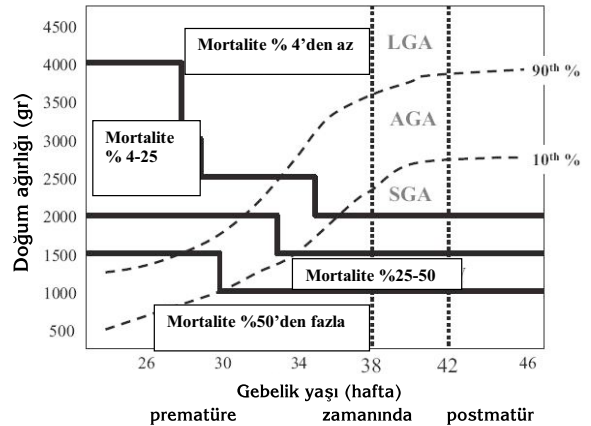 4500
4000
3500
3000
2500
2000
1500
1000
500
Doğum ağırlığı (gr)
Mortalite % 4'den az
Mortalite
% 4-25
Mortalite %25-50
Mortalite %50'den fazla
LGA
AGA
SGA
90th %
10th %
26 30 34 38 42 46
Gebelik yaşı (hafta)
prematüre zamanında postmatür